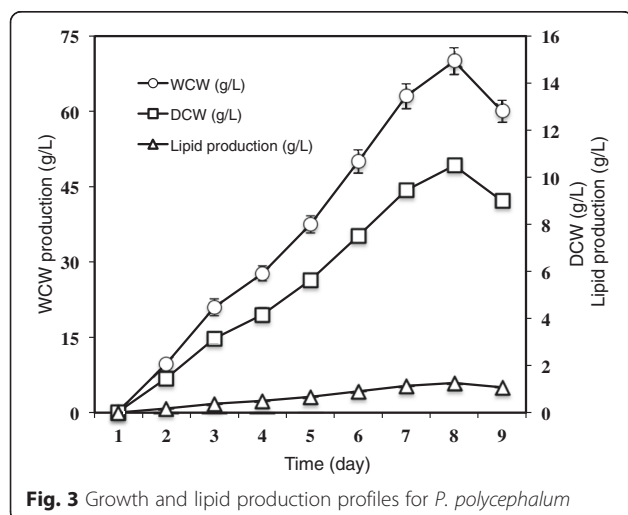 75
60
45
30
15
0
WCW production (g/L)
WCW (g/L)
DCW (g/L)
Lipid production (g/L)
16
14
12
10
8
6
4
2
0
DCW (g/L)
Lipid production (g/L)
1 2 3 4 5 6 7 8 9
Time (day)
Fig. 3 Growth and lipid production profiles for P. polycephalum